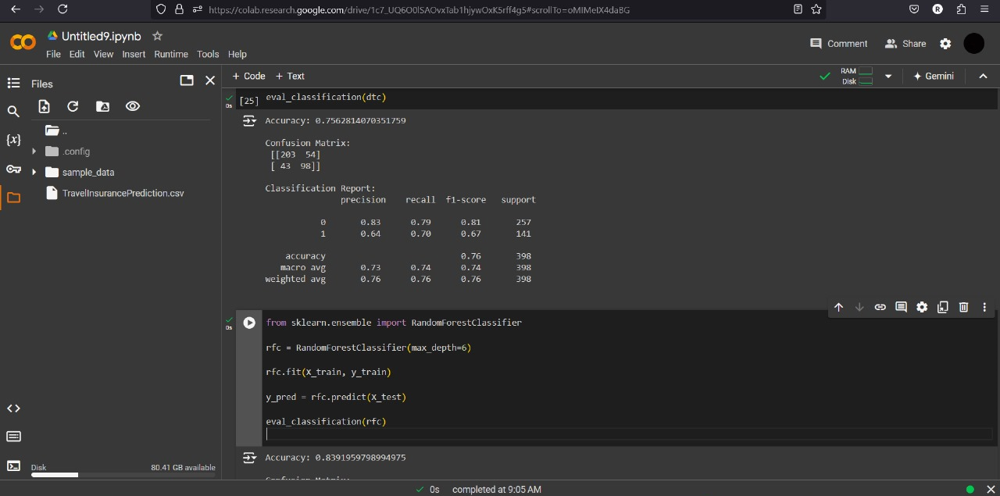 https://colab.research.google.com/drive/1c7_UQ6O0lSAOvxTab1hjywOxK5rff4g5#scrollTo=oMIMeIX4daBG
R
CO
Untitled9.ipynb
File Edit View Insert Runtime Tools Help
Comment Share
Files
+ Code + Text
RAM
Disk
Gemini
..
.config
sample_data
TravelInsurancePrediction.csv
{x}
0s [25] eval_classification(dtc)
Accuracy: 0.7562814070351759
Confusion Matrix:
[[203 54]
[ 43 98]]
Classification Report:
precision recall f1-score support
0 0.83 0.79 0.81 257
1 0.64 0.70 0.67 141
accuracy 0.76 398
macro avg 0.73 0.74 0.74 398
weighted avg 0.76 0.76 0.76 398
0s
from sklearn.ensemble import RandomForestClassifier
rfc = RandomForestClassifier(max_depth=6)
rfc.fit(X_train, y_train)
y_pred = rfc.predict(X_test)
eval_classification(rfc)
Accuracy: 0.8391959798994975
Confusion Matrix:
Disk 80.41 GB available
0s completed at 9:05 AM